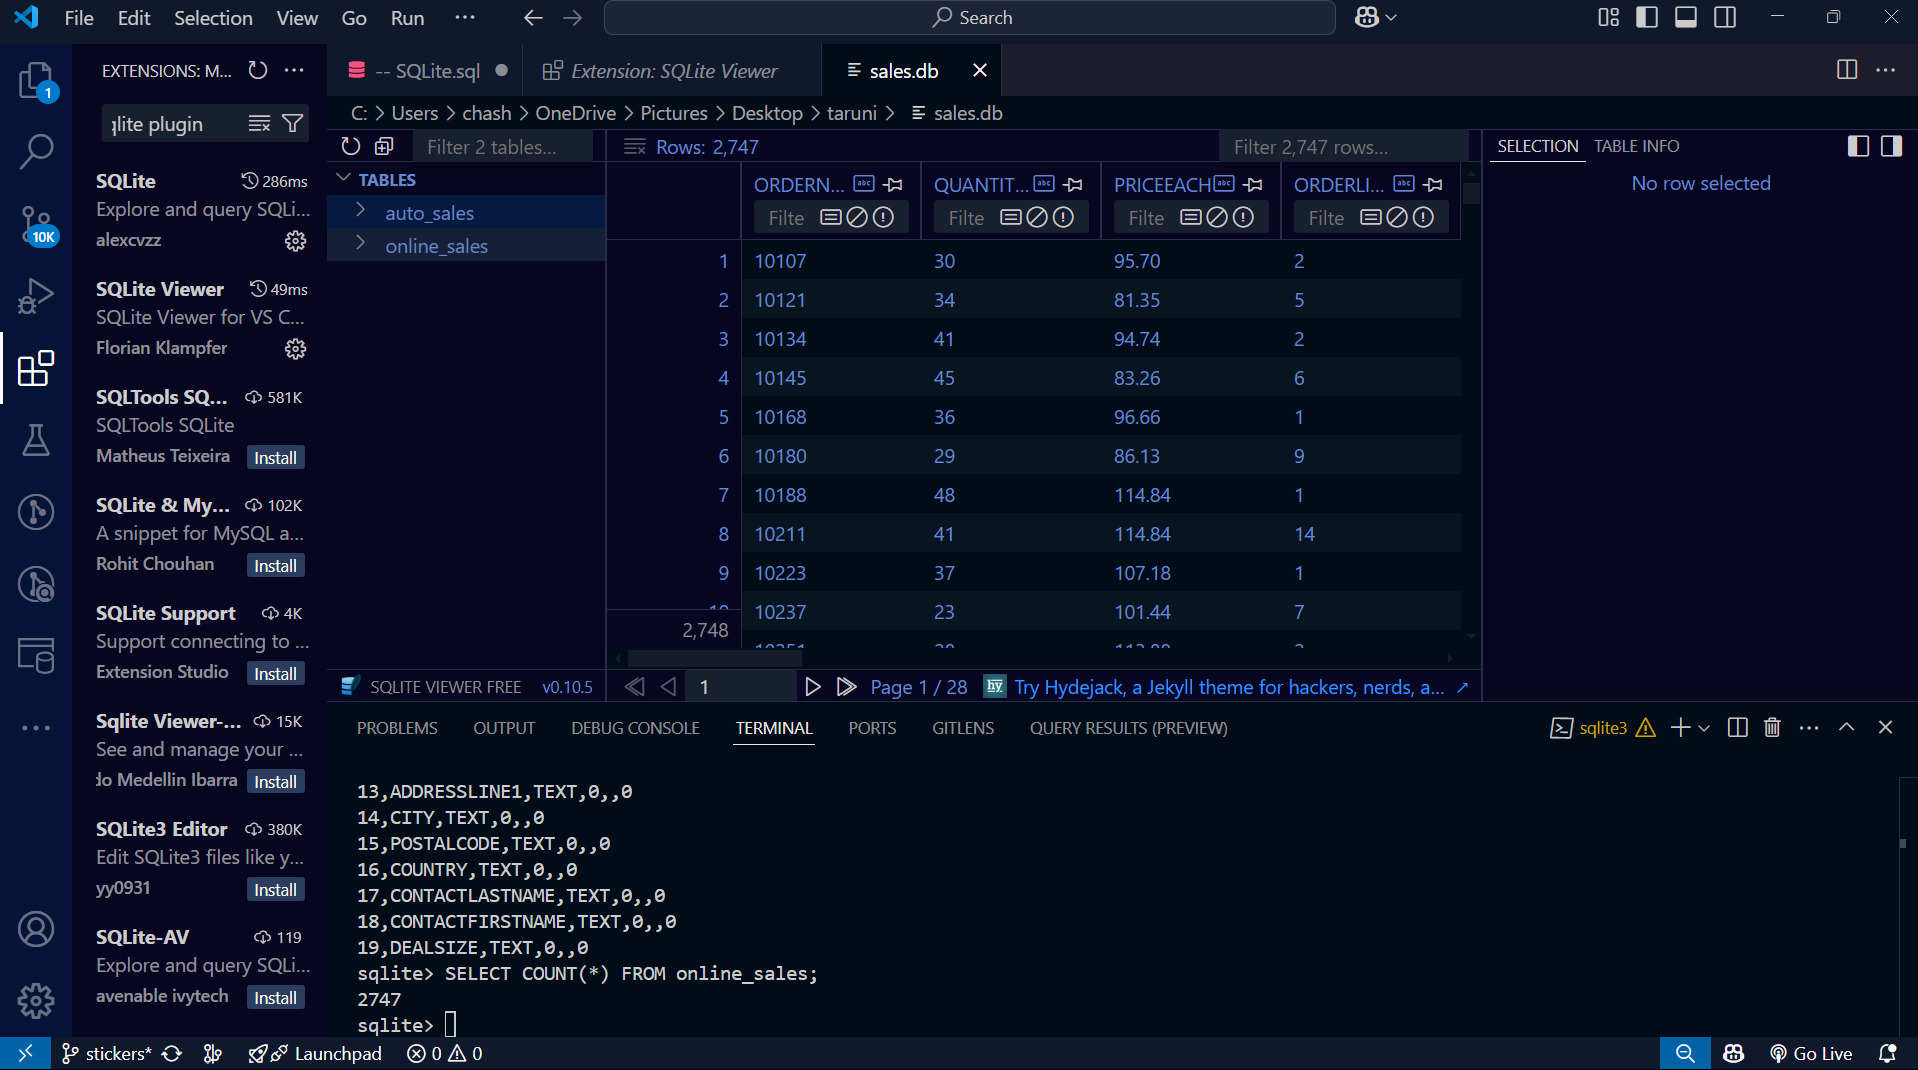 File Edit Selection View Go Run ... Search
EXTENSIONS: M...
-- SQLite.sql
Extension: SQLite Viewer
sales.db
C: > Users > chash > OneDrive > Pictures > Desktop > taruni > sales.db
lite plugin
Filter 2 tables...
Rows: 2,747
Filter 2,747 rows...
SELECTION TABLE INFO
No row selected
SQLite 286ms
Explore and query SQLi...
alexcvzz
SQLite Viewer 49ms
SQLite Viewer for VS C...
Florian Klampfer
SQLTools SQ... 581K
SQLTools SQLite
Matheus Teixeira Install
SQLite & My... 102K
A snippet for MySQL a...
Rohit Chouhan Install
SQLite Support 4K
Support connecting to ...
Extension Studio Install
Sqlite Viewer-... 15K
See and manage your ...
do Medellin Ibarra Install
SQLite3 Editor 380K
Edit SQLite3 files like y...
yy0931 Install
SQLite-AV 119
Explore and query SQLi...
avenable ivytech Install
1
10K
TABLES
auto_sales
online_sales
ORDERN... abc QUANTIT... abc PRICEEACH abc ORDERLI... abc
Filte Filte Filte Filte
1 10107 30 95.70 2
2 10121 34 81.35 5
3 10134 41 94.74 2
4 10145 45 83.26 6
5 10168 36 96.66 1
6 10180 29 86.13 9
7 10188 48 114.84 1
8 10211 41 114.84 14
9 10223 37 107.18 1
10237 23 101.44 7
2,748
SQLITE VIEWER FREE v0.10.5
1 Page 1 / 28 hy Try Hydejack, a Jekyll theme for hackers, nerds, a... ↗
PROBLEMS OUTPUT DEBUG CONSOLE TERMINAL PORTS GITLENS QUERY RESULTS (PREVIEW) sqlite3
13,ADDRESSLINE1,TEXT,0,,0
14,CITY,TEXT,0,,0
15,POSTALCODE,TEXT,0,,0
16,COUNTRY,TEXT,0,,0
17,CONTACTLASTNAME,TEXT,0,,0
18,CONTACTFIRSTNAME,TEXT,0,,0
19,DEALSIZE,TEXT,0,,0
sqlite> SELECT COUNT(*) FROM online_sales;
2747
sqlite>
stickers* Launchpad 0 0 Go Live